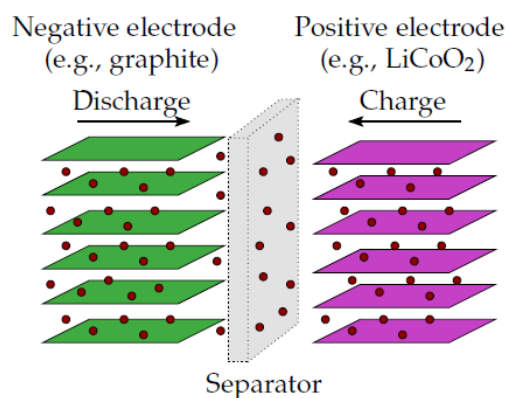 Negative electrode
(e.g., graphite)
Positive electrode
(e.g., LiCoO₂)
Discharge
Charge
Separator